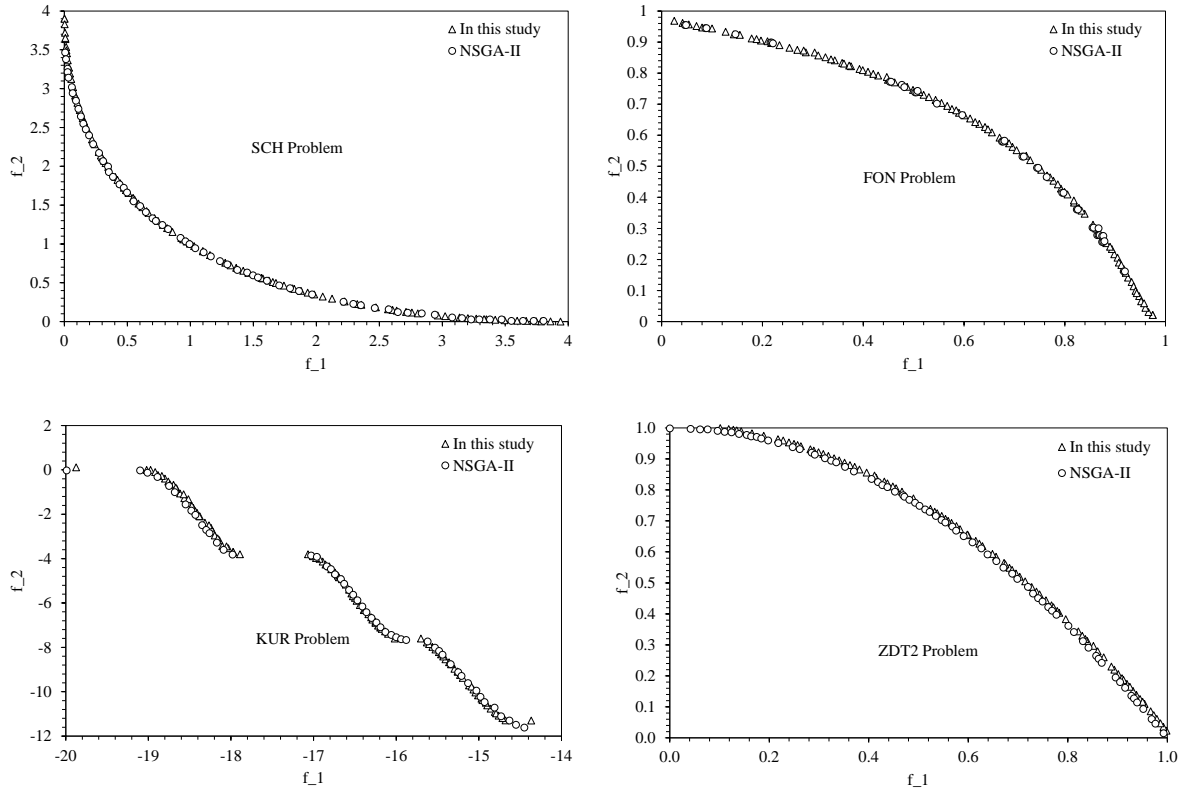 4
3.5
3
2.5
2
1.5
1
0.5
0
f_2
In this study
NSGA-II
SCH Problem
0 0.5 1 1.5 2 2.5 3 3.5 4
f_1
1
0.9
0.8
0.7
0.6
0.5
0.4
0.3
0.2
0.1
0
f_2
In this study
NSGA-II
FON Problem
0 0.2 0.4 0.6 0.8 1
f_1
2
0
-2
-4
-6
-8
-10
-12
f_2
In this study
NSGA-II
KUR Problem
-20 -19 -18 -17 -16 -15 -14
f_1
1.0
0.9
0.8
0.7
0.6
0.5
0.4
0.3
0.2
0.1
0.0
f_2
In this study
NSGA-II
ZDT2 Problem
0.0 0.2 0.4 0.6 0.8 1.0
f_1